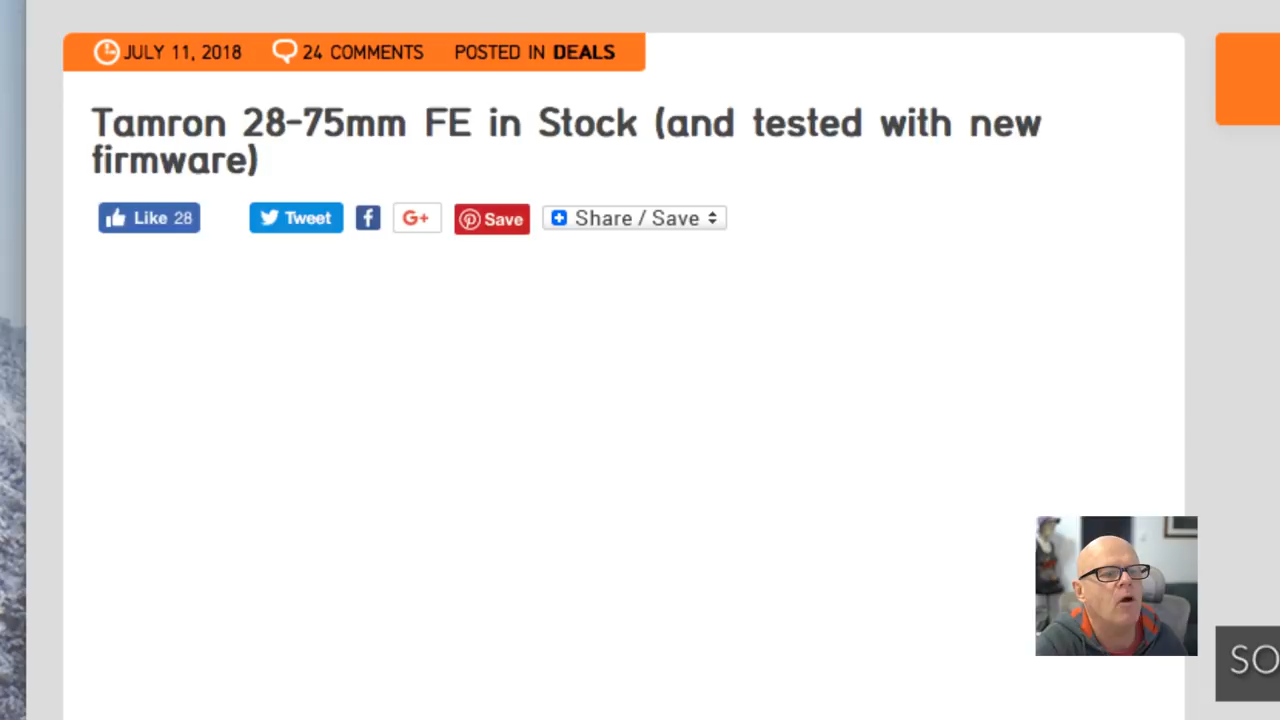 JULY 11, 2018 24 COMMENTS POSTED IN DEALS
Tamron 28-75mm FE in Stock (and tested with new
firmware)
Like 28 Tweet G+ Save Share / Save
SO